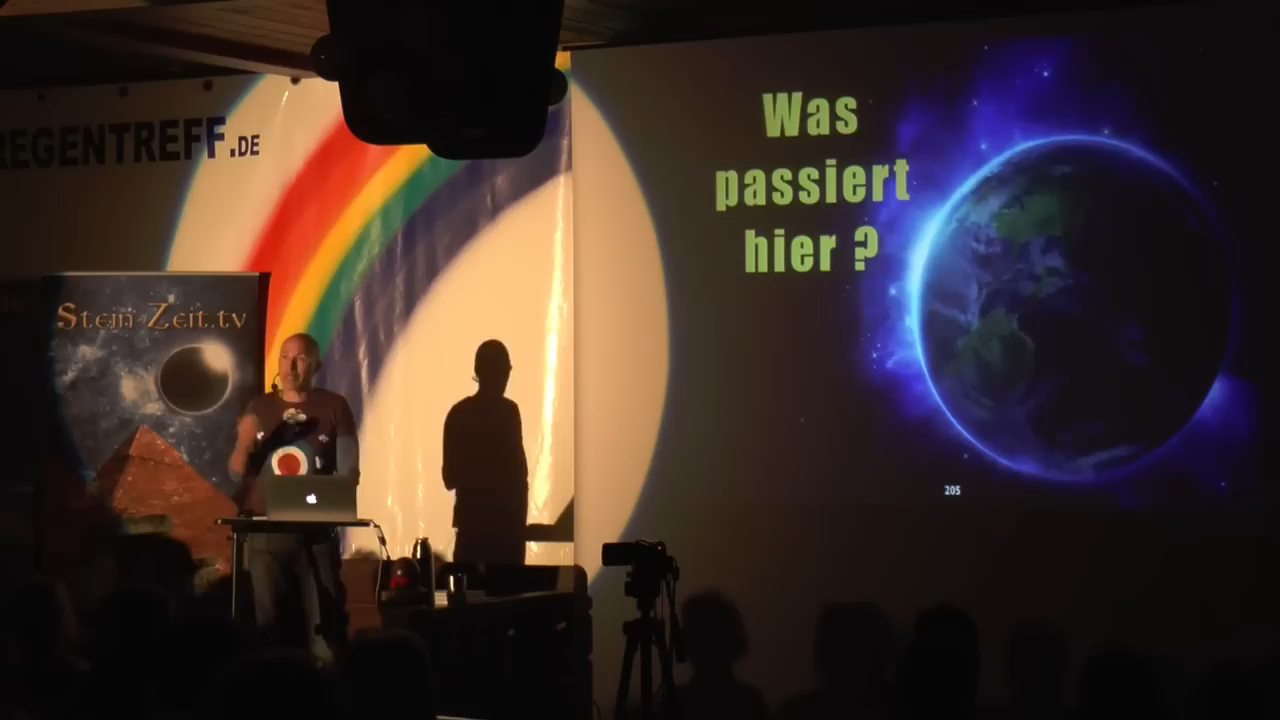 REGENTREFF.DE
Stein-Zeit.tv
Was
passiert
hier ?
205